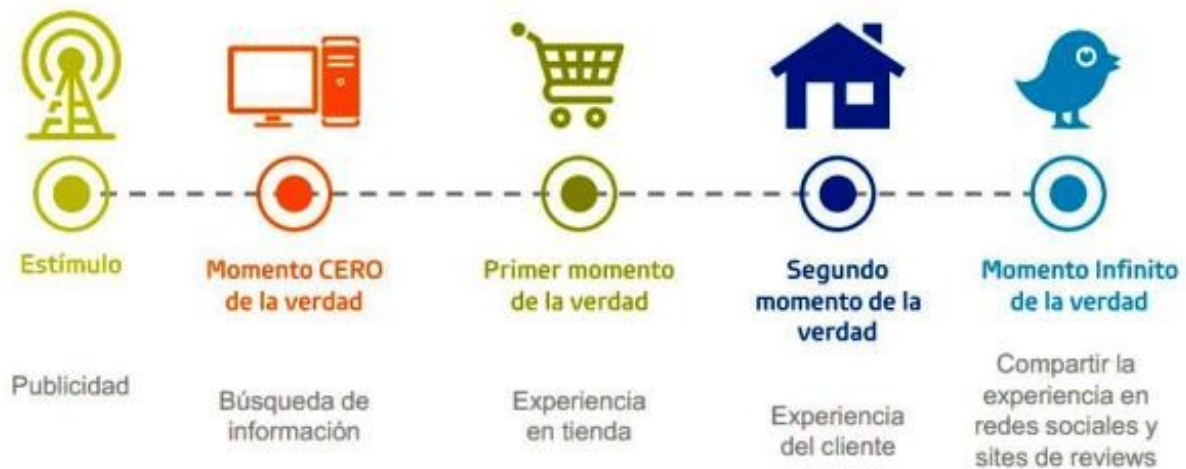 Estímulo
Momento CERO
de la verdad
Primer momento
de la verdad
Segundo
momento de la
verdad
Momento Infinito
de la verdad
Publicidad
Búsqueda de
información
Experiencia
en tienda
Experiencia
del cliente
Compartir la
experiencia en
redes sociales y
sites de reviews